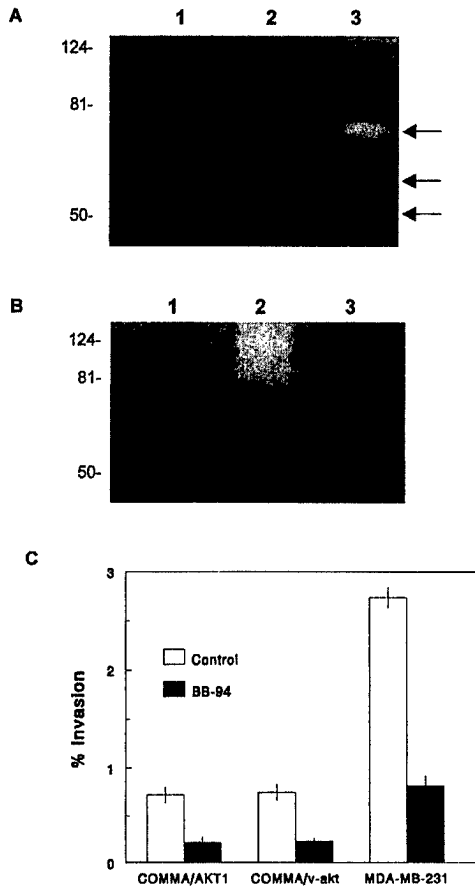 A
1 2 3
124-
81-
50-
B
1 2 3
124-
81-
50-
C
3
2
1
0
% Invasion
Control
BB-94
COMMA/AKT1 COMMA/v-akt MDA-MB-231